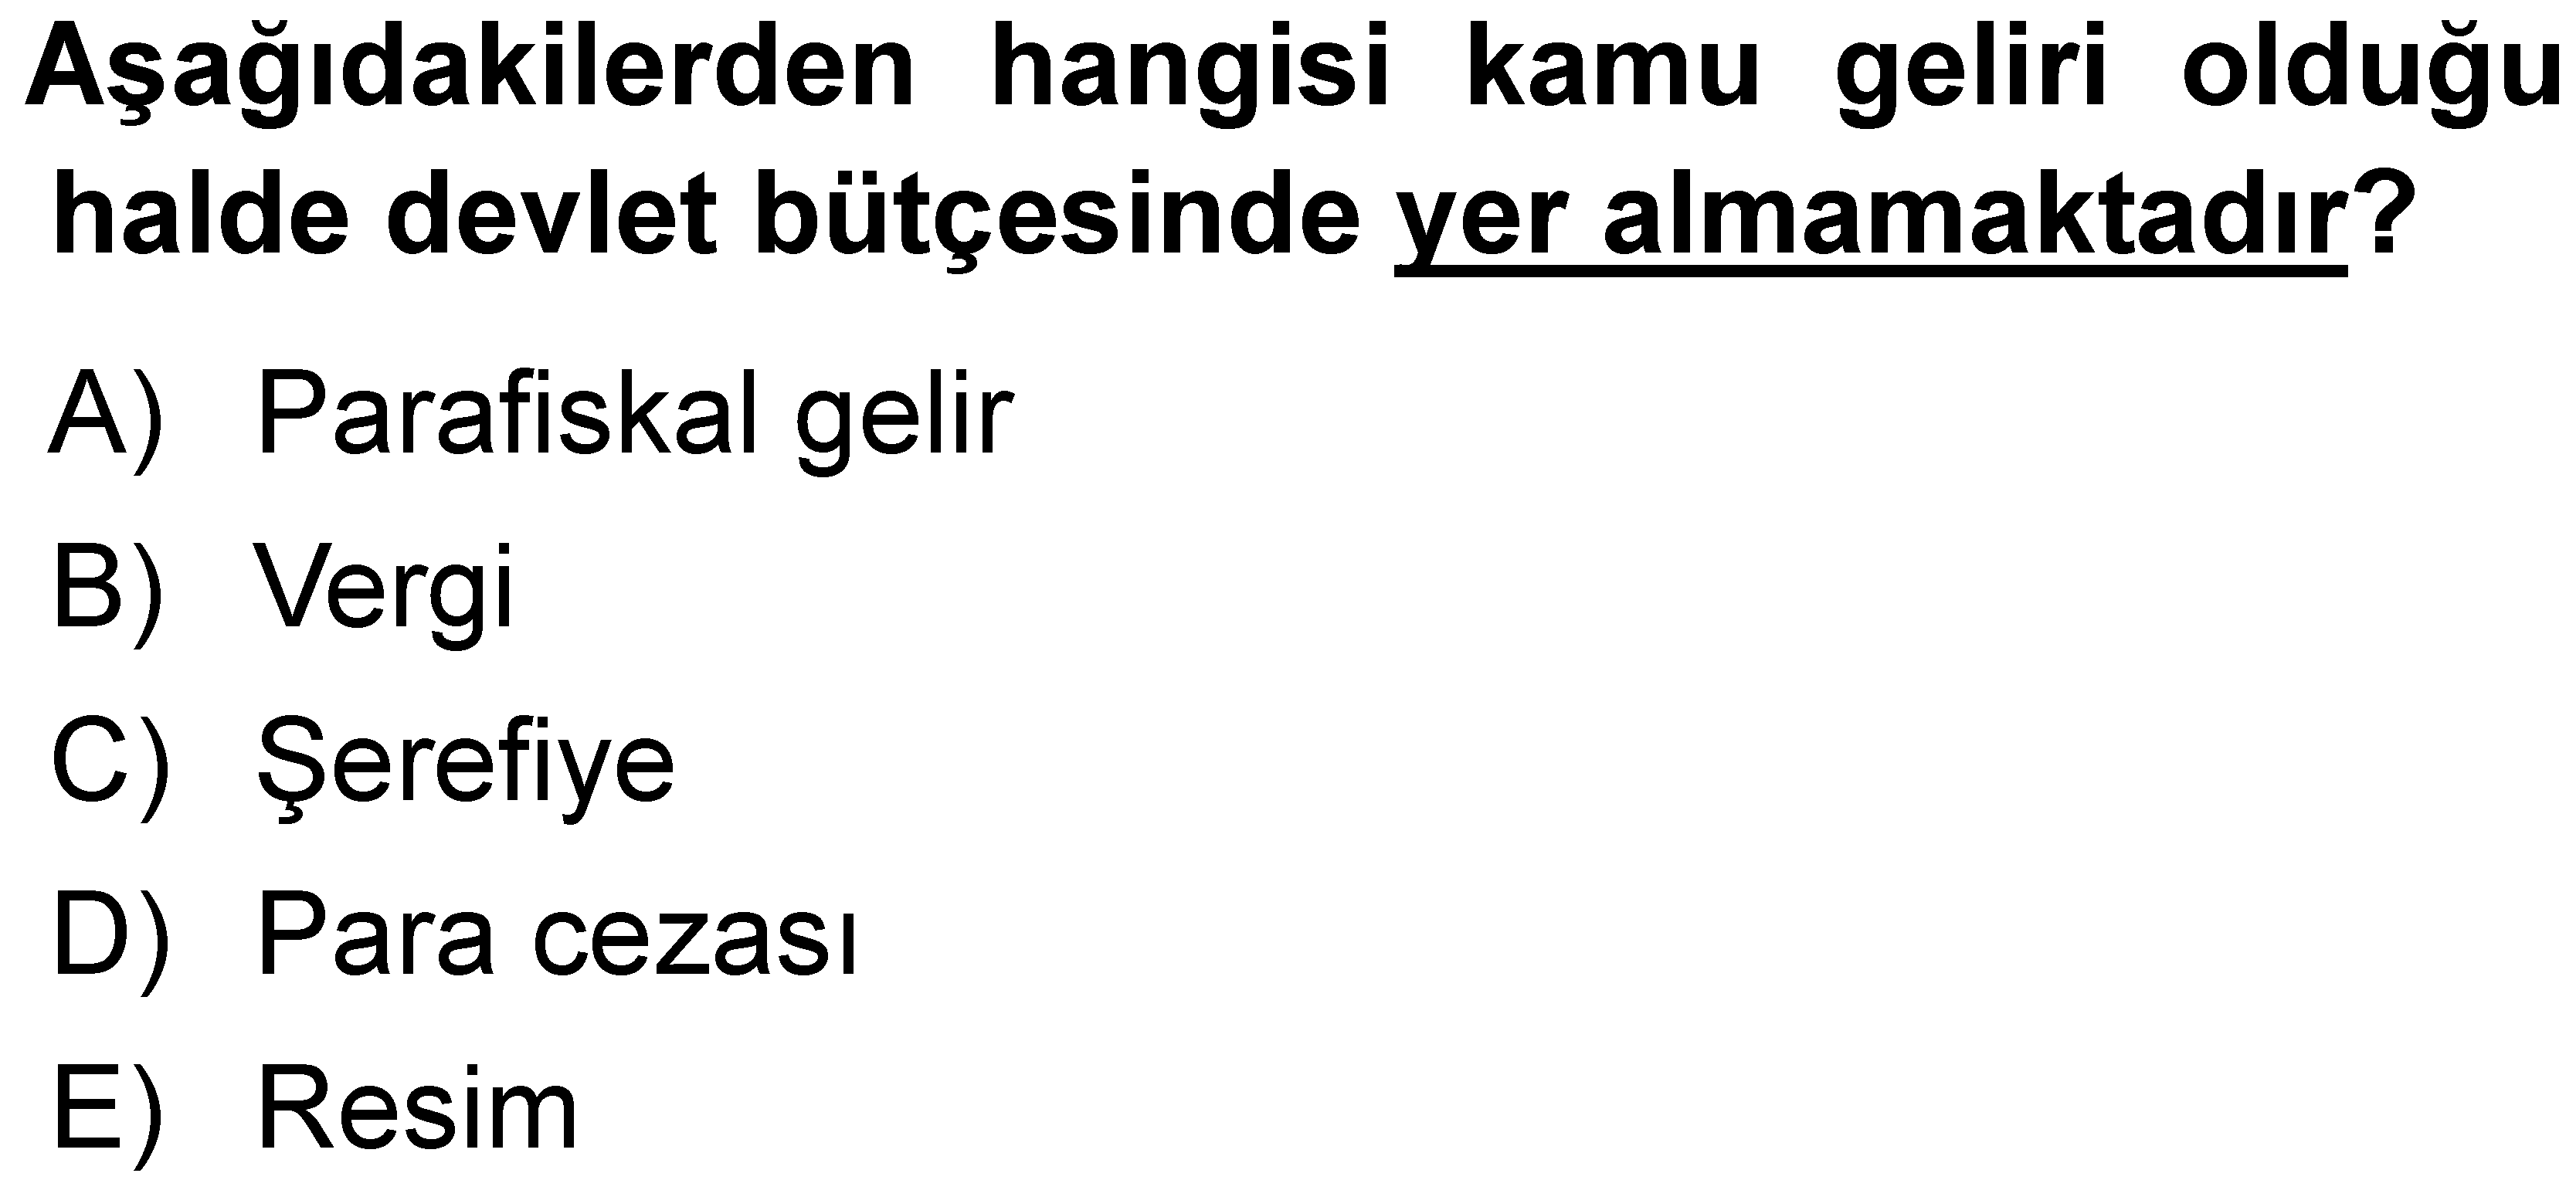 Aşağıdakilerden hangisi kamu geliri olduğu
halde devlet bütçesinde yer almamaktadır?
A) Parafiskal gelir
B) Vergi
C) Şerefiye
D) Para cezası
E) Resim